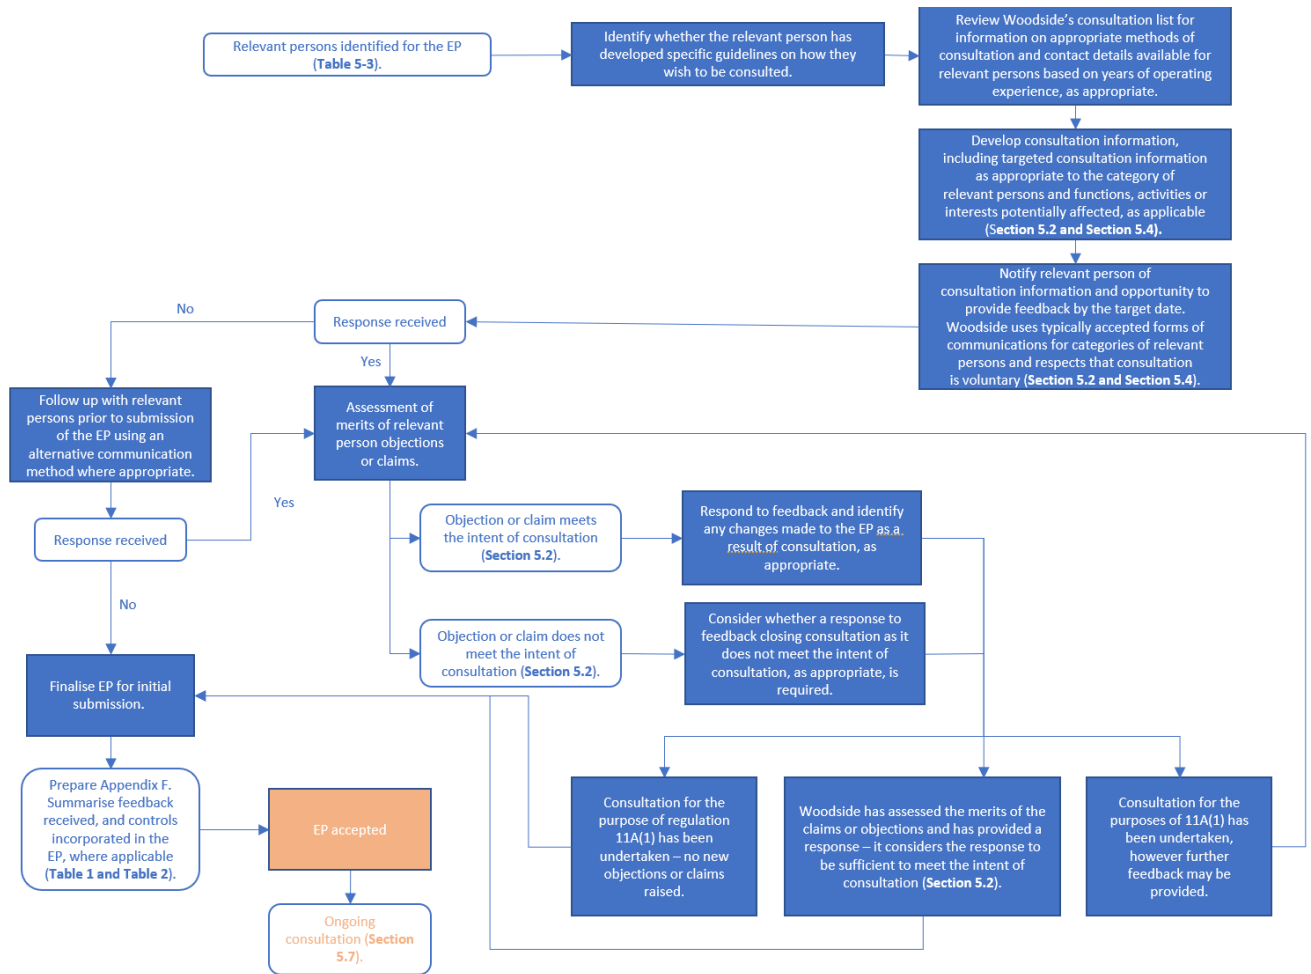 Relevant persons identified for the EP
(Table 5-3).
Identify whether the relevant person has
developed specific guidelines on how they
wish to be consulted.
Review Woodside's consultation list for
information on appropriate methods of
consultation and contact details available for
relevant persons based on years of operating
experience, as appropriate.
Develop consultation information,
including targeted consultation information
as appropriate to the category of
relevant persons and functions, activities or
interests potentially affected, as applicable
(Section 5.2 and Section 5.4).
Notify relevant person of
consultation information and opportunity to
provide feedback by the target date.
Woodside uses typically accepted forms of
communications for categories of relevant
persons and respects that consultation
is voluntary (Section 5.2 and Section 5.4).
Response received
No
Yes
Follow up with relevant
persons prior to submission
of the EP using an
alternative communication
method where appropriate.
Assessment of
merits of relevant
person objections
or claims.
Response received
Yes
No
Objection or claim meets
the intent of consultation
(Section 5.2).
Respond to feedback and identify
any changes made to the EP as a
result of consultation, as
appropriate.
Objection or claim does not
meet the intent of
consultation (Section 5.2).
Consider whether a response to
feedback closing consultation as it
does not meet the intent of
consultation, as appropriate, is
required.
Finalise EP for initial
submission.
Prepare Appendix F.
Summarise feedback
received, and controls
incorporated in the
EP, where applicable
(Table 1 and Table 2).
EP accepted
Ongoing
consultation (Section
5.7).
Consultation for the
purpose of regulation
11A(1) has been
undertaken – no new
objections or claims
raised.
Woodside has assessed the merits of the
claims or objections and has provided a
response – it considers the response to
be sufficient to meet the intent of
consultation (Section 5.2).
Consultation for the
purposes of 11A(1) has
been undertaken,
however further
feedback may be
provided.